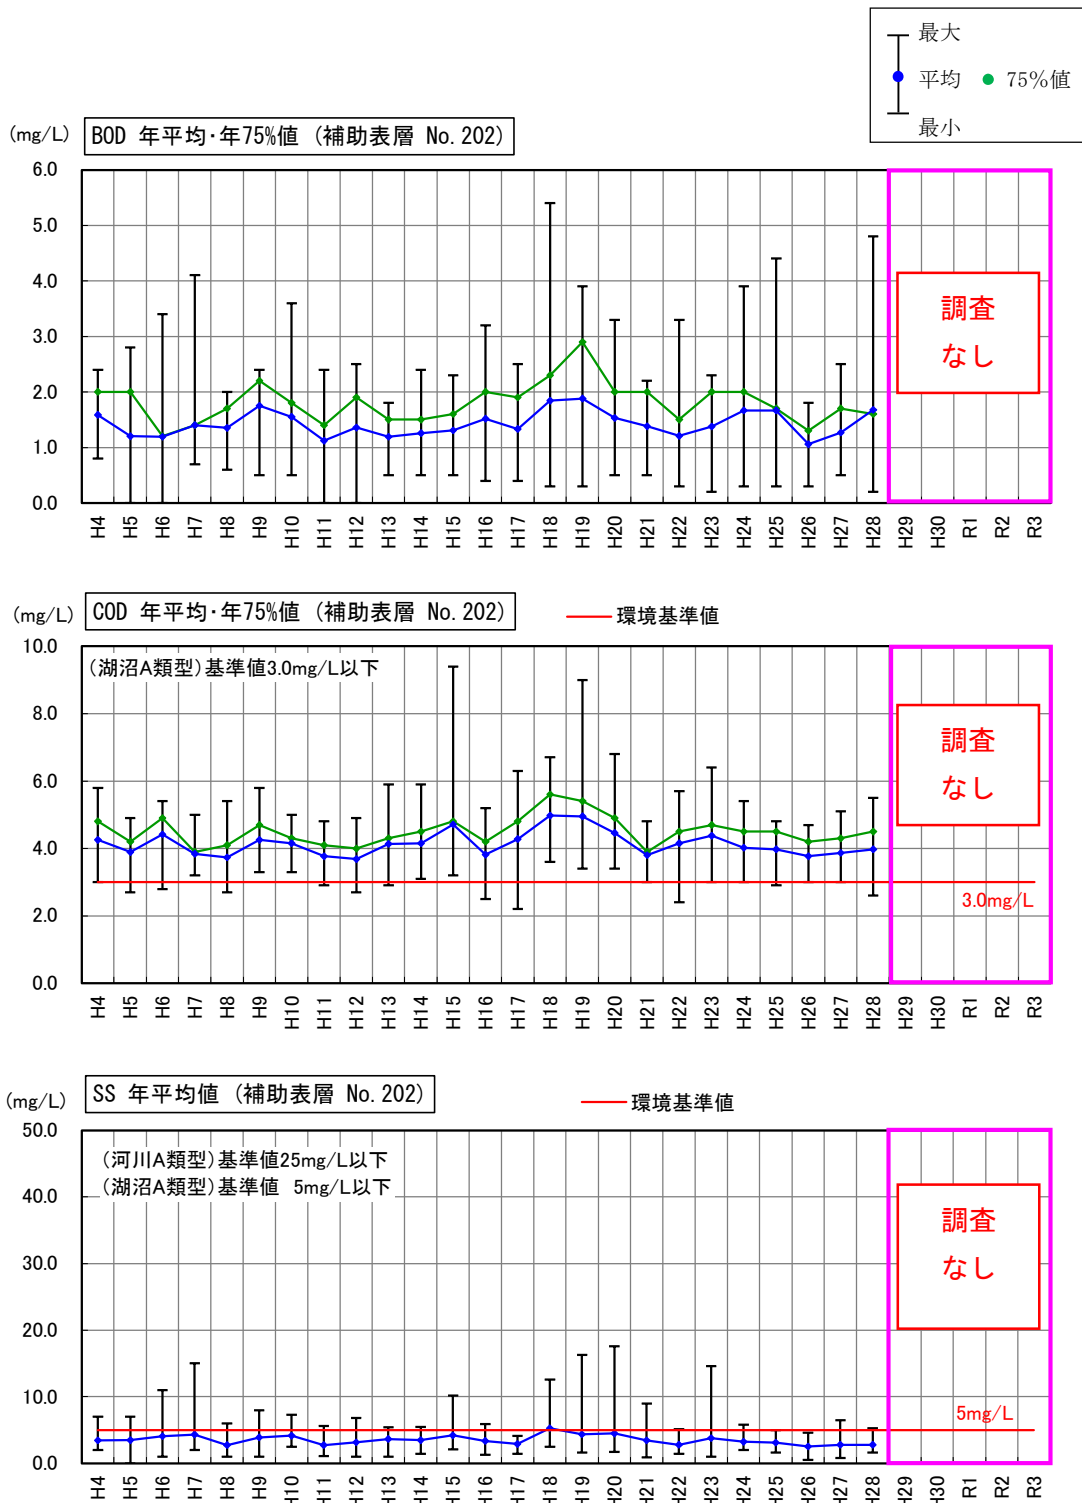 最大
平均 75%値
最小
(mg/L) BOD 年平均･年75%値 (補助表層 No.202)
6.0
5.0
4.0
3.0
2.0
1.0
0.0
調査
なし
H4 H5 H6 H7 H8 H9 H10 H11 H12 H13 H14 H15 H16 H17 H18 H19 H20 H21 H22 H23 H24 H25 H26 H27 H28 H29 H30 R1 R2 R3
(mg/L) COD 年平均･年75%値 (補助表層 No.202) 環境基準値
10.0
8.0
6.0
4.0
2.0
0.0
(湖沼A類型)基準値3.0mg/L以下
調査
なし
3.0mg/L
H4 H5 H6 H7 H8 H9 H10 H11 H12 H13 H14 H15 H16 H17 H18 H19 H20 H21 H22 H23 H24 H25 H26 H27 H28 H29 H30 R1 R2 R3
(mg/L) SS 年平均値 (補助表層 No.202) 環境基準値
50.0
40.0
30.0
20.0
10.0
0.0
(河川A類型)基準値25mg/L以下
(湖沼A類型)基準値 5mg/L以下
調査
なし
5mg/L
H4 H5 H6 H7 H8 H9 H10 H11 H12 H13 H14 H15 H16 H17 H18 H19 H20 H21 H22 H23 H24 H25 H26 H27 H28 H29 H30 R1 R2 R3